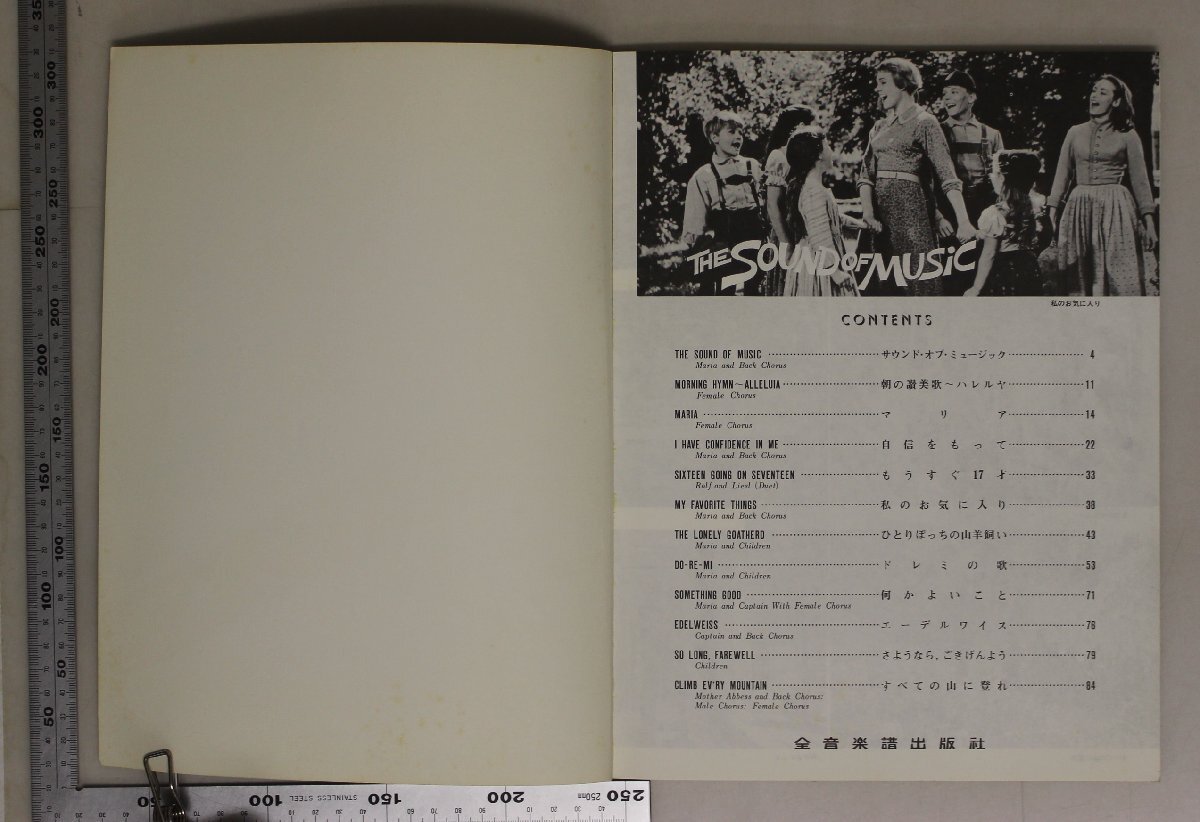 THE SOUND OF MUSIC
私のお気に入り
CONTENTS
THE SOUND OF MUSIC ⋯⋯ サウンド・オブ・ミュージック ⋯⋯ 4
Maria and Back Chorus
MORNING HYMN~ALLELUIA ⋯⋯ 朝の讃美歌~ハレルヤ ⋯⋯ 11
Female Chorus
MARIA ⋯⋯ マリア ⋯⋯ 14
Female Chorus
I HAVE CONFIDENCE IN ME ⋯⋯ 自信をもって ⋯⋯ 22
Maria and Back Chorus
SIXTEEN GOING ON SEVENTEEN ⋯⋯ もうすぐ17才 ⋯⋯ 33
Rolf and Liesl (Duet)
MY FAVORITE THINGS ⋯⋯ 私のお気に入り ⋯⋯ 38
Maria and Back Chorus
THE LONELY GOATHERD ⋯⋯ ひとりぼっちの山羊飼い ⋯⋯ 43
Maria and Children
DO-RE-MI ⋯⋯ ドレミの歌 ⋯⋯ 53
Maria and Children
SOMETHING GOOD ⋯⋯ 何かよいこと ⋯⋯ 71
Maria and Captain With Female Chorus
EDELWEISS ⋯⋯ エーデルワイス ⋯⋯ 76
Captain and Back Chorus
SO LONG, FAREWELL ⋯⋯ さようなら、ごきげんよう ⋯⋯ 79
Children
CLIMB EV'RY MOUNTAIN ⋯⋯ すべての山に登れ ⋯⋯ 84
Mother Abbess and Back Chorus:
Male Chorus: Female Chorus
全音楽譜出版社
100 STAINLESS STEEL 150 200 250mm 250